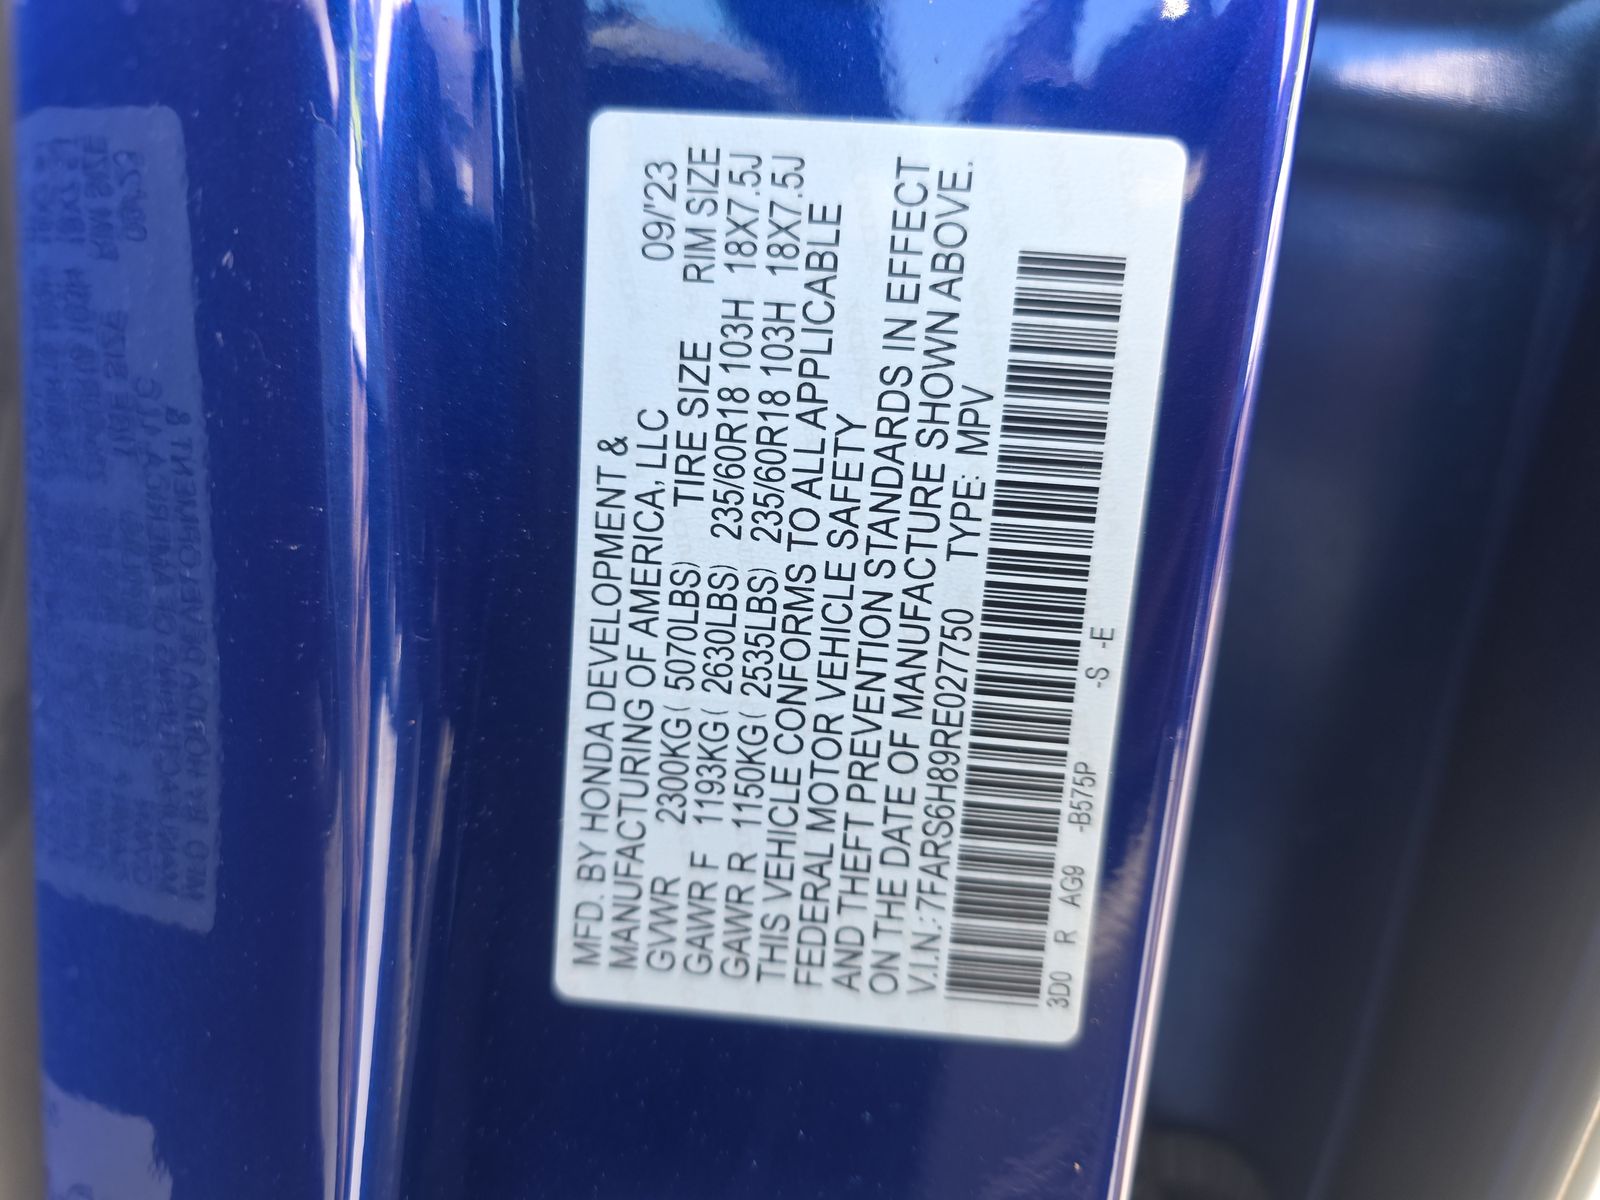 MFD. BY HONDA DEVELOPMENT &
MANUFACTURING OF AMERICA, LLC 09/'23
GVWR 2300KG( 5070LBS) TIRE SIZE RIM SIZE
GAWR F 1193KG( 2630LBS) 235/60R18 103H 18X7.5J
GAWR R 1150KG( 2535LBS) 235/60R18 103H 18X7.5J
THIS VEHICLE CONFORMS TO ALL APPLICABLE
FEDERAL MOTOR VEHICLE SAFETY
AND THEFT PREVENTION STANDARDS IN EFFECT
ON THE DATE OF MANUFACTURE SHOWN ABOVE.
V.I.N.: 7FARS6H89RE027750 TYPE: MPV
3D0 R AG9 -B575P -S -E